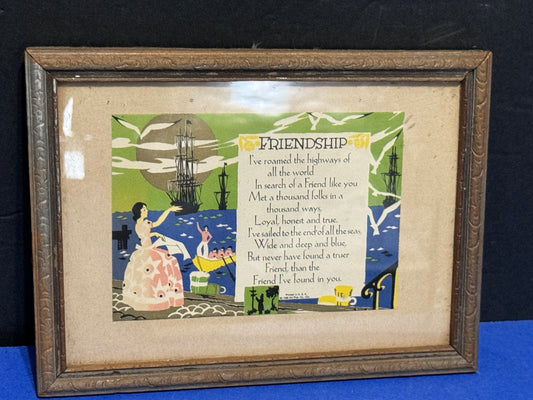 FRIENDSHIP
I've roamed the highways of
all the world
In search of a Friend like you
Met a thousand folks in a
thousand ways,
Loyal, honest and true.
I've sailed to the end of all the seas,
Wide and deep and blue,
But never have found a truer
Friend, than the
Friend I've found in you.